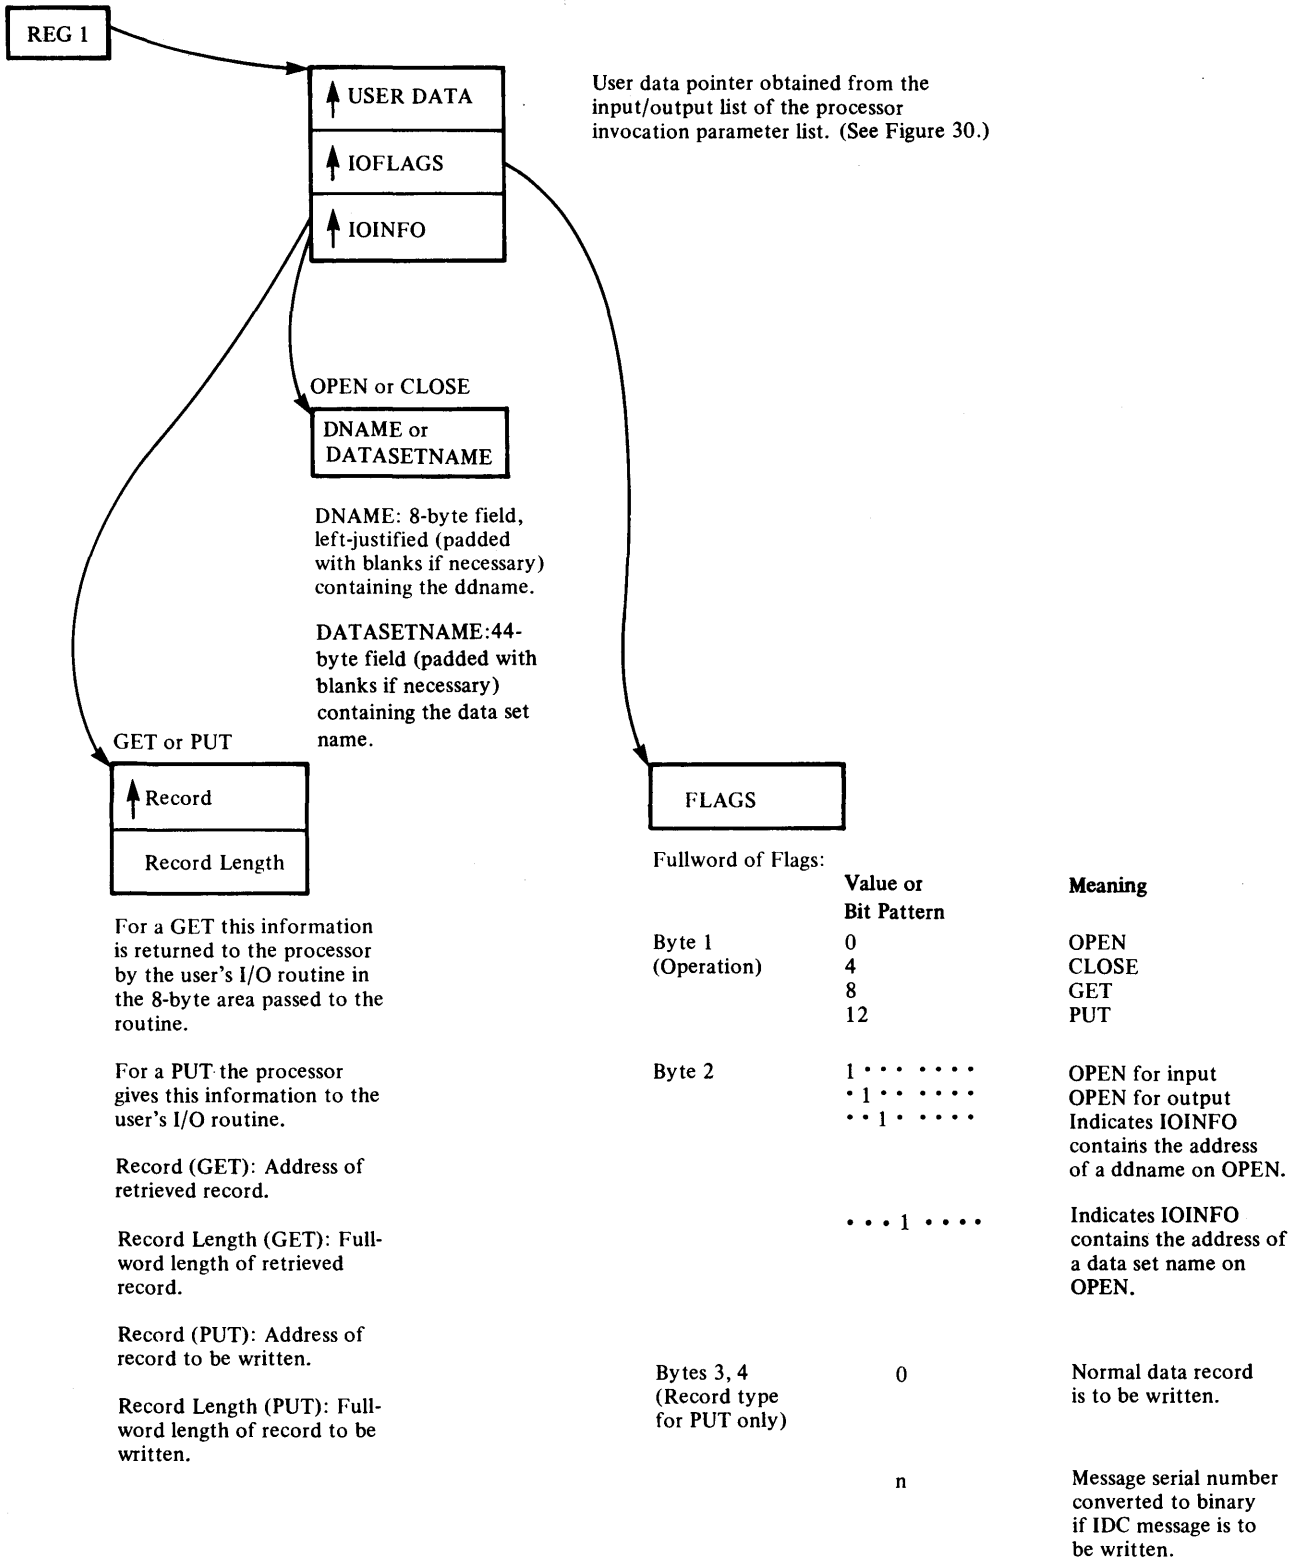 REG 1
USER DATA
IOFLAGS
IOINFO
User data pointer obtained from the
input/output list of the processor
invocation parameter list. (See Figure 30.)
OPEN or CLOSE
DNAME or
DATASETNAME
DNAME: 8-byte field,
left-justified (padded
with blanks if necessary)
containing the ddname.
DATASETNAME:44-
byte field (padded with
blanks if necessary)
containing the data set
name.
GET or PUT
Record
Record Length
For a GET this information
is returned to the processor
by the user's I/O routine in
the 8-byte area passed to the
routine.
For a PUT the processor
gives this information to the
user's I/O routine.
Record (GET): Address of
retrieved record.
Record Length (GET): Full-
word length of retrieved
record.
Record (PUT): Address of
record to be written.
Record Length (PUT): Full-
word length of record to be
written.
FLAGS
Fullword of Flags:
Value or
Bit Pattern
Meaning
Byte 1 0 OPEN
(Operation) 4 CLOSE
8 GET
12 PUT
Byte 2 1 • • • • • • • OPEN for input
• 1 • • • • • • OPEN for output
• • 1 • • • • • Indicates IOINFO
contains the address
of a ddname on OPEN.
• • • 1 • • • • Indicates IOINFO
contains the address of
a data set name on
OPEN.
Bytes 3, 4 0 Normal data record
(Record type is to be written.
for PUT only)
n Message serial number
converted to binary
if IDC message is to
be written.